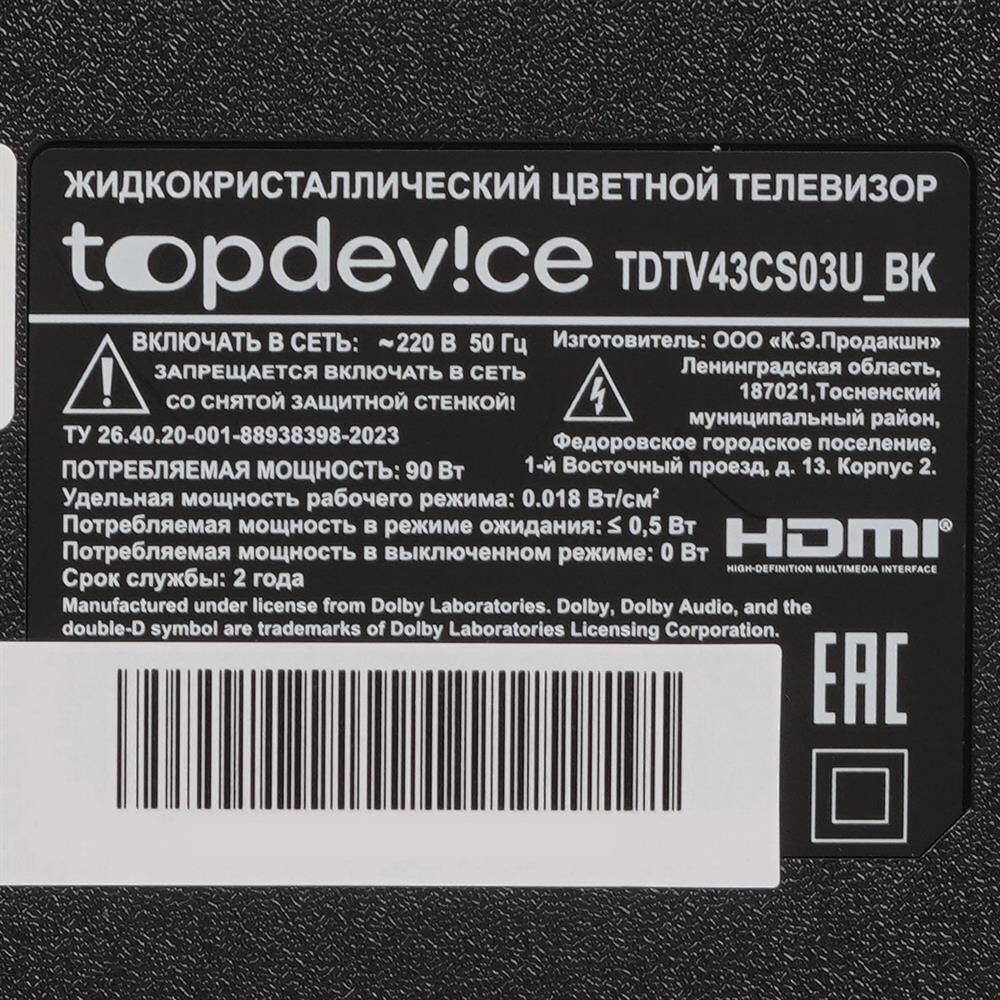 ЖИДКОКРИСТАЛЛИЧЕСКИЙ ЦВЕТНОЙ ТЕЛЕВИЗОР
topdev!ce TDTV43CS03U_BK
ВКЛЮЧАТЬ В СЕТЬ: ~220 В 50 Гц
ЗАПРЕЩАЕТСЯ ВКЛЮЧАТЬ В СЕТЬ
СО СНЯТОЙ ЗАЩИТНОЙ СТЕНКОЙ!
ТУ 26.40.20-001-88938398-2023
Изготовитель: ООО «К.Э.Продакшн»
Ленинградская область,
187021,Тосненский
муниципальный район,
Федоровское городское поселение,
1-й Восточный проезд, д. 13. Корпус 2.
ПОТРЕБЛЯЕМАЯ МОЩНОСТЬ: 90 Вт
Удельная мощность рабочего режима: 0.018 Вт/см²
Потребляемая мощность в режиме ожидания: ≤ 0,5 Вт
Потребляемая мощность в выключенном режиме: 0 Вт
Срок службы: 2 года
HDMI®
HIGH-DEFINITION MULTIMEDIA INTERFACE
Manufactured under license from Dolby Laboratories. Dolby, Dolby Audio, and the
double-D symbol are trademarks of Dolby Laboratories Licensing Corporation.
EAC